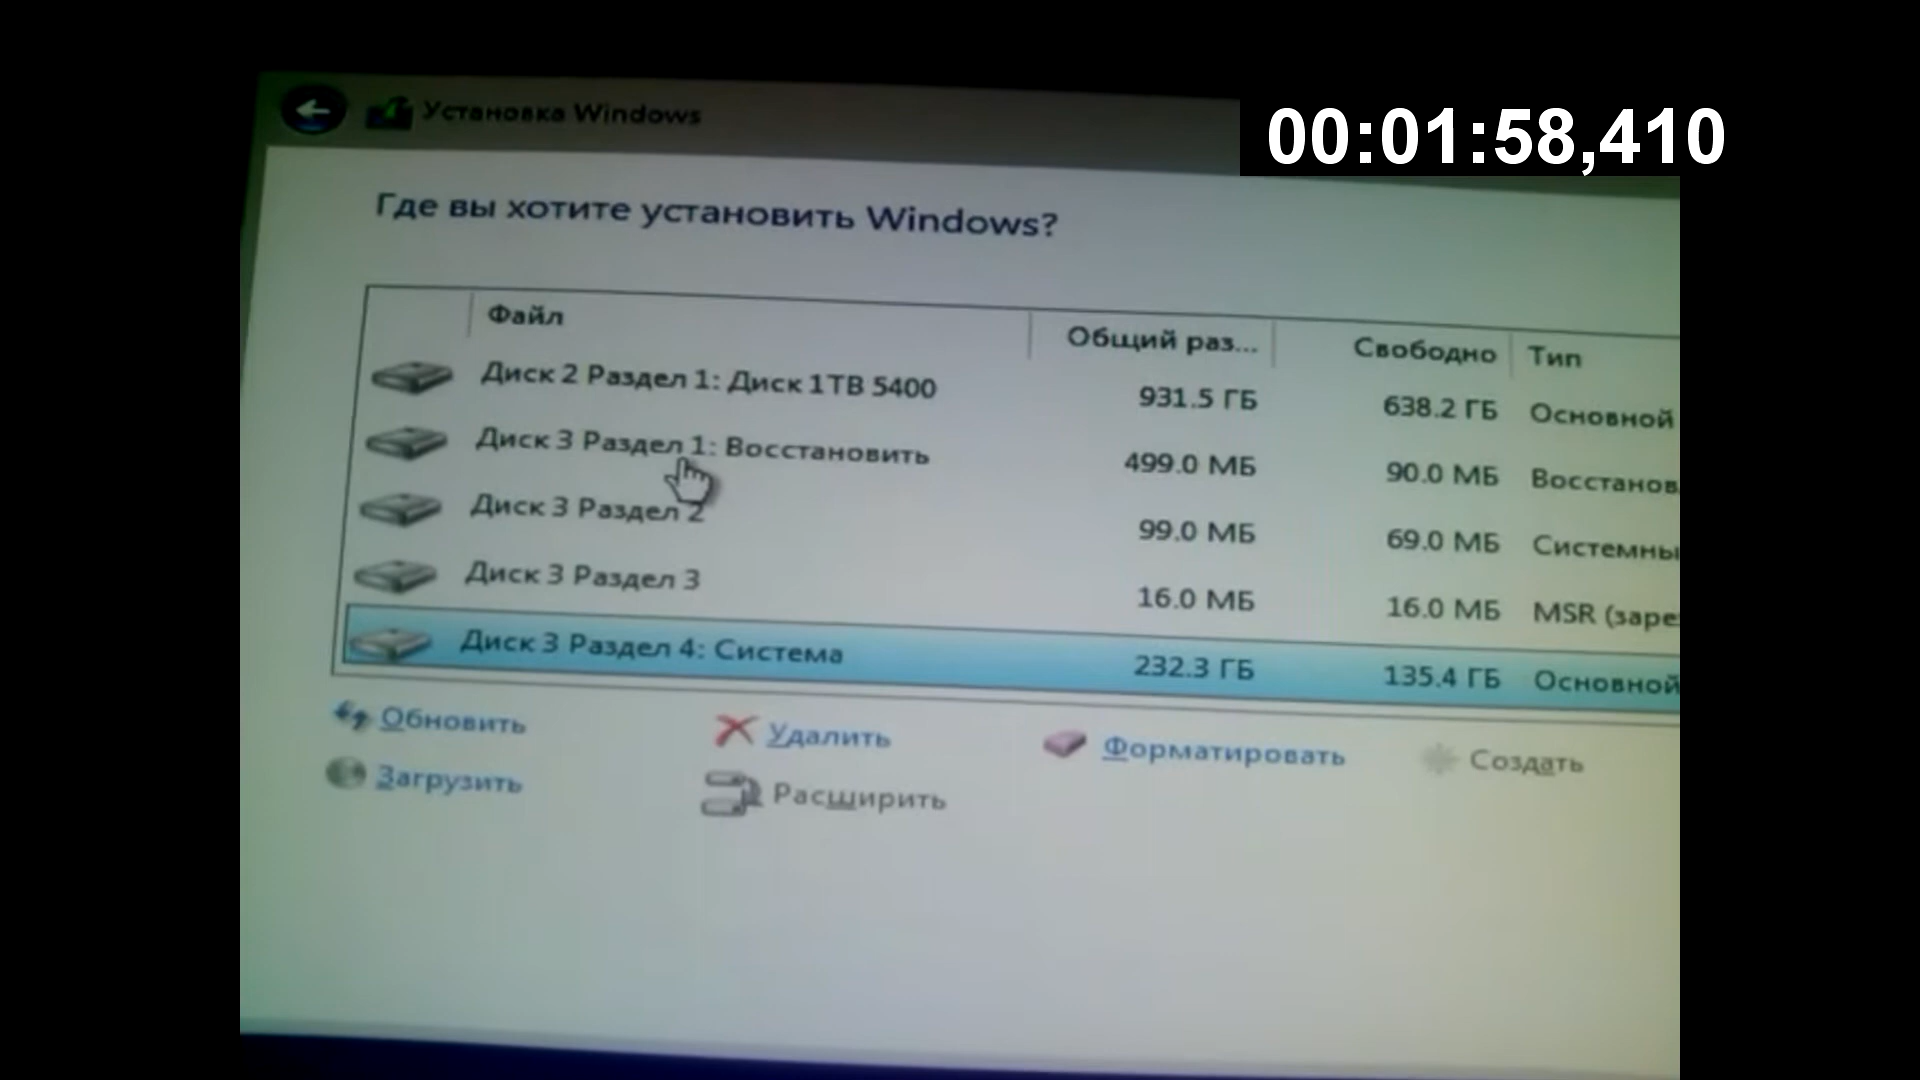 Установка Windows
00:01:58,410
Где вы хотите установить Windows?
Файл Общий раз... Свободно Тип
Диск 2 Раздел 1: Диск 1TB 5400 931.5 ГБ 638.2 ГБ Основной
Диск 3 Раздел 1: Восстановить 499.0 МБ 90.0 МБ Восстанов
Диск 3 Раздел 2 99.0 МБ 69.0 МБ Системны
Диск 3 Раздел 3 16.0 МБ 16.0 МБ MSR (заре
Диск 3 Раздел 4: Система 232.3 ГБ 135.4 ГБ Основной
Обновить Удалить Форматировать Создать
Загрузить Расширить